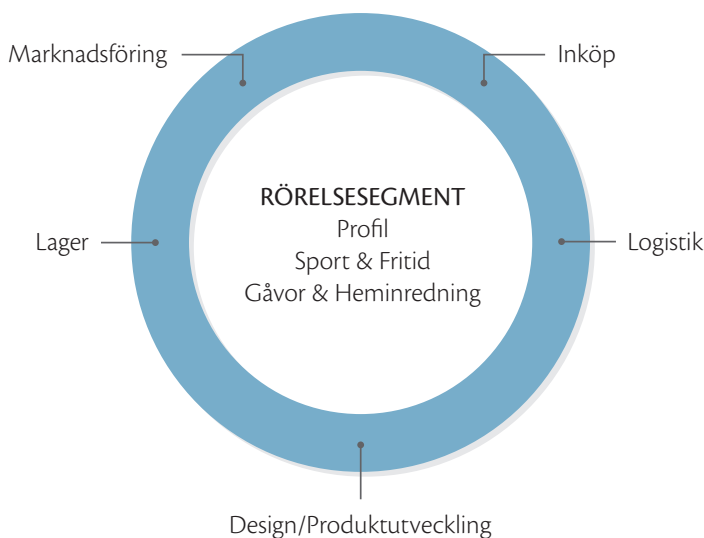 Marknadsföring
Inköp
RÖRELSESEGMENT
Profil
Sport & Fritid
Gåvor & Heminredning
Lager
Logistik
Design/Produktutveckling